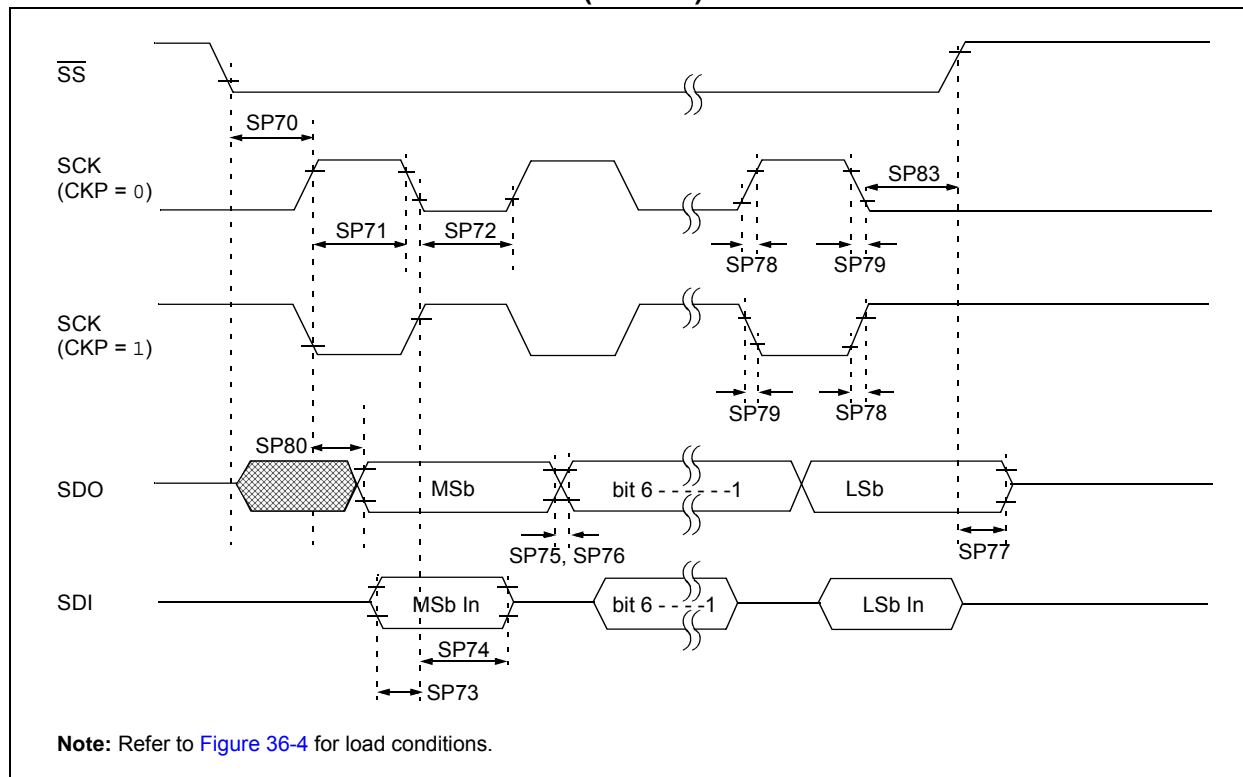 SS
SP70
SCK
(CKP = 0)
SP83
SP71
SP72
SP78
SP79
SCK
(CKP = 1)
SP79
SP78
SP80
SDO
MSb
bit 6 - - - - - -1
LSb
SP75, SP76
SP77
SDI
MSb In
bit 6 - - - -1
LSb In
SP74
SP73
Note: Refer to Figure 36-4 for load conditions.